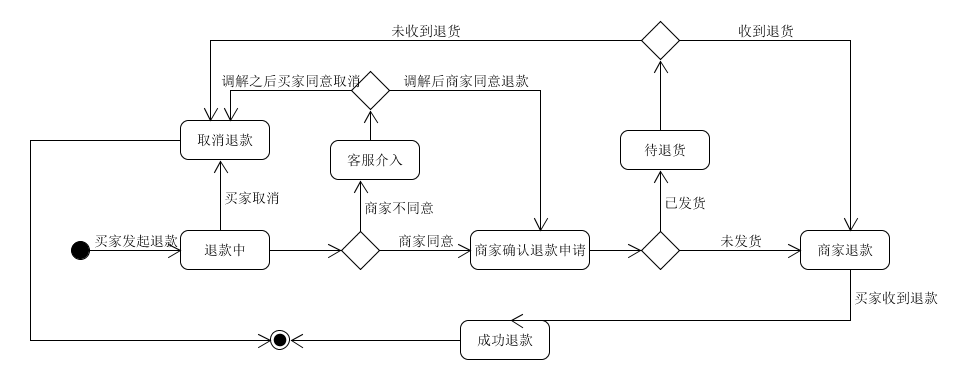 未收到退货
收到退货
调解之后买家同意取消
调解后商家同意退款
取消退款
客服介入
待退货
买家取消
商家不同意
已发货
买家发起退款
退款中
商家同意
商家确认退款申请
未发货
商家退款
买家收到退款
成功退款